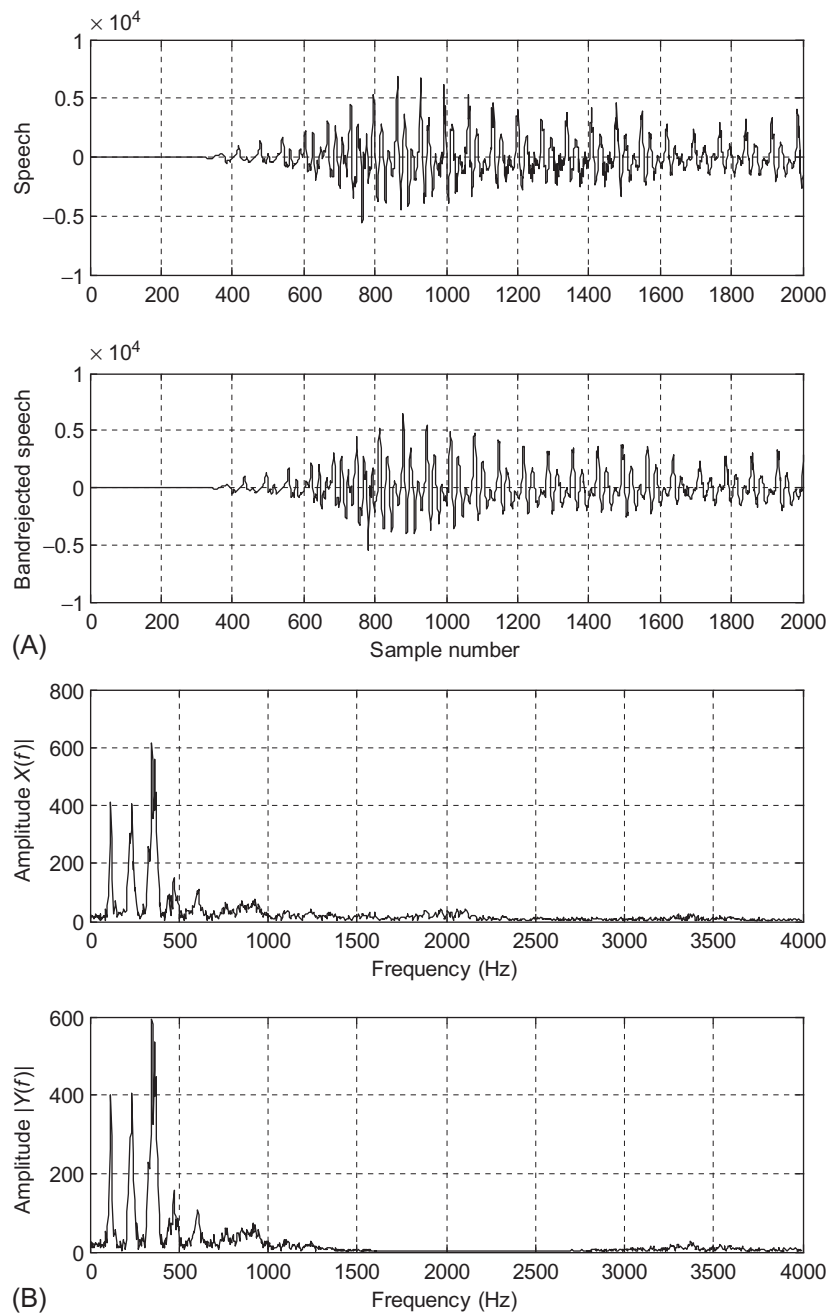 × 10⁴
1
0.5
0
−0.5
−1
Speech
0 200 400 600 800 1000 1200 1400 1600 1800 2000
× 10⁴
1
0.5
0
−0.5
−1
Bandrejected speech
0 200 400 600 800 1000 1200 1400 1600 1800 2000
(A)
Sample number
800
600
400
200
0
Amplitude X(f)|
0 500 1000 1500 2000 2500 3000 3500 4000
Frequency (Hz)
600
400
200
0
Amplitude |Y(f)|
0 500 1000 1500 2000 2500 3000 3500 4000
(B)
Frequency (Hz)